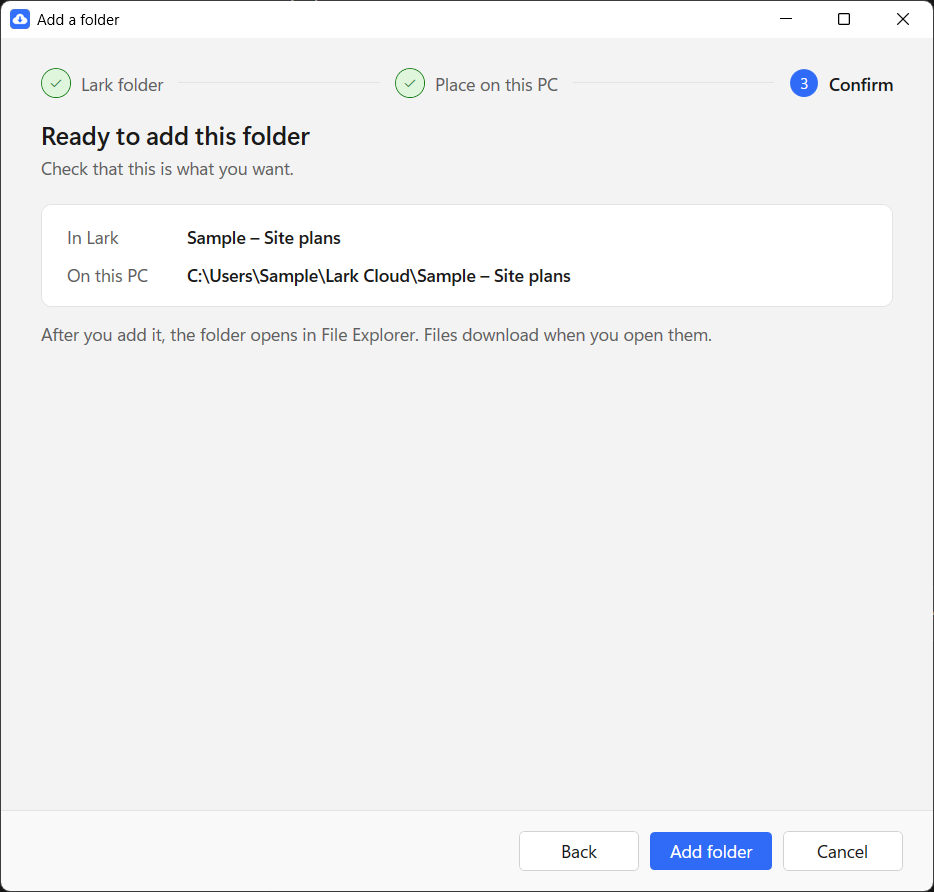 Add a folder
Lark folder
Place on this PC
3 Confirm
Ready to add this folder
Check that this is what you want.
In Lark Sample – Site plans
On this PC C:\Users\Sample\Lark Cloud\Sample – Site plans
After you add it, the folder opens in File Explorer. Files download when you open them.
Back Add folder Cancel